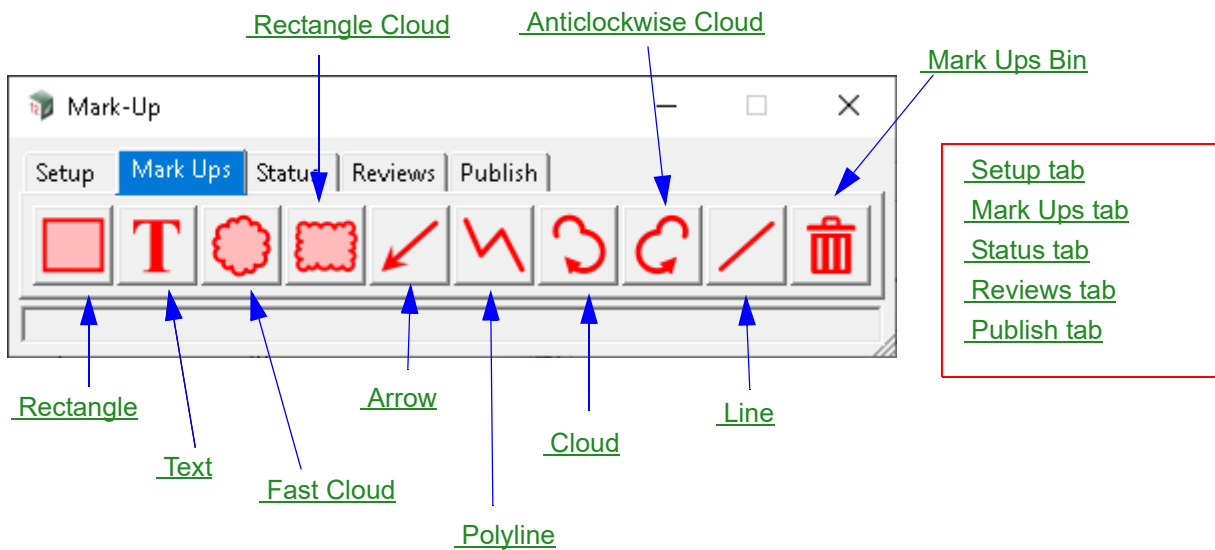 Rectangle Cloud
Anticlockwise Cloud
Mark Ups Bin
Mark-Up
Setup
Mark Ups
Status
Reviews
Publish
T
Setup tab
Mark Ups tab
Status tab
Reviews tab
Publish tab
Rectangle
Arrow
Line
Cloud
Text
Fast Cloud
Polyline